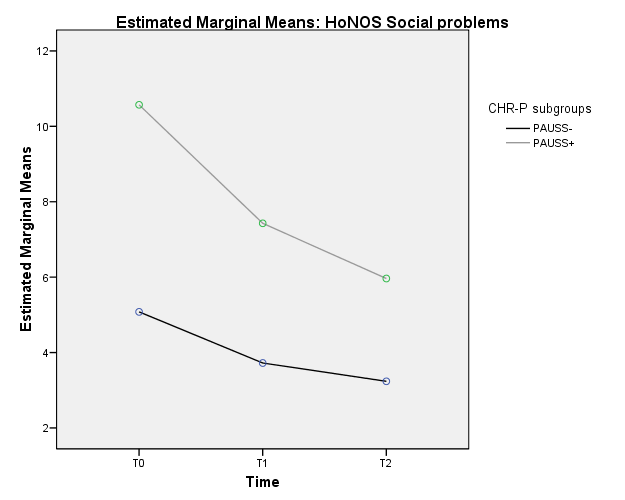 Estimated Marginal Means: HoNOS Social problems
Estimated Marginal Means
12
10
8
6
4
2
T0 T1 T2
Time
CHR-P subgroups
PAUSS-
PAUSS+